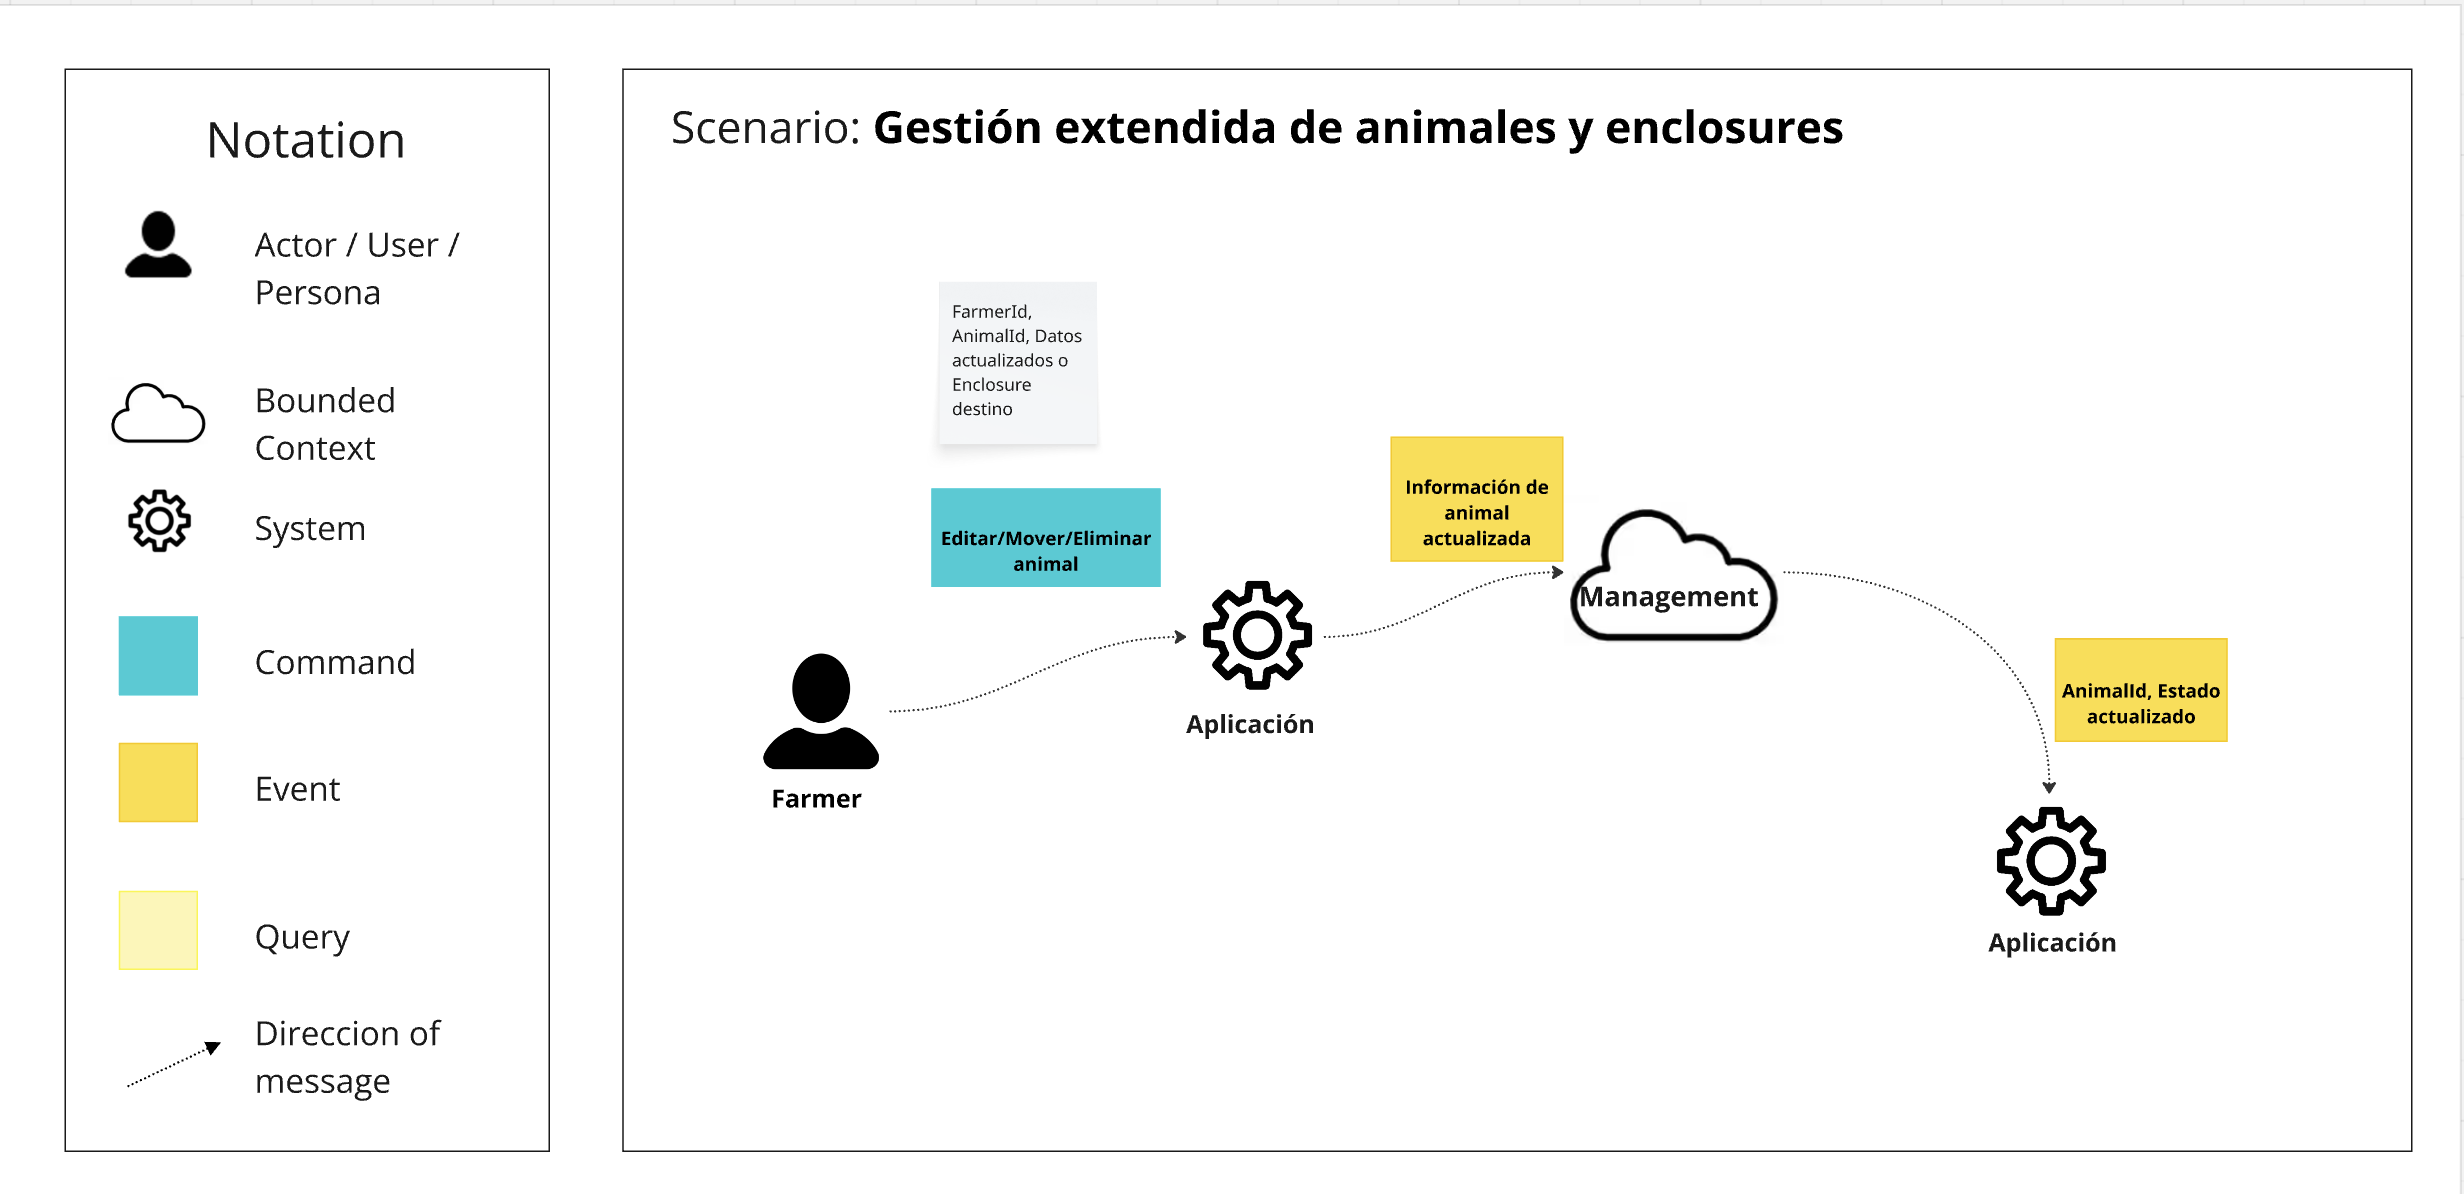 Notation
Actor / User /
Persona
Bounded
Context
System
Command
Event
Query
Direccion of
message
Scenario: Gestión extendida de animales y enclosures
FarmerId,
AnimalId, Datos
actualizados o
Enclosure
destino
Editar/Mover/Eliminar
animal
Farmer
Aplicación
Información de
animal
actualizada
Management
AnimalId, Estado
actualizado
Aplicación